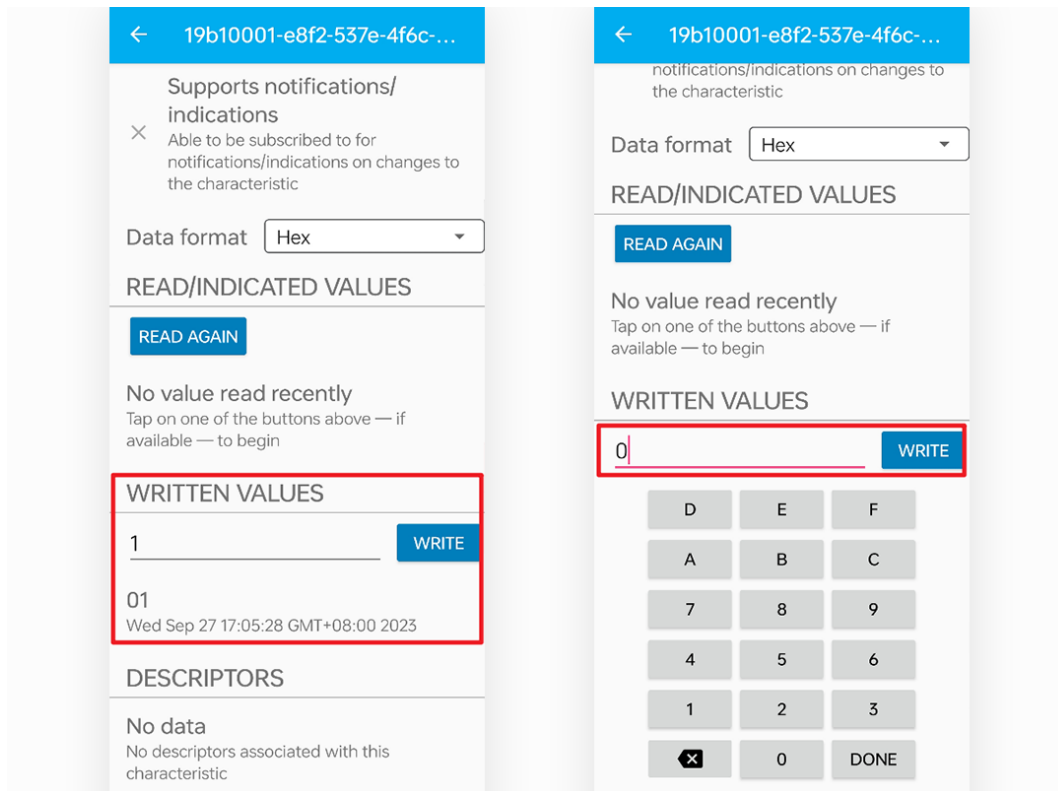 19b10001-e8f2-537e-4f6c-...
Supports notifications/
indications
Able to be subscribed to for
notifications/indications on changes to
the characteristic
Data format
Hex
READ/INDICATED VALUES
READ AGAIN
No value read recently
Tap on one of the buttons above — if
available — to begin
WRITTEN VALUES
1
WRITE
01
Wed Sep 27 17:05:28 GMT+08:00 2023
DESCRIPTORS
No data
No descriptors associated with this
characteristic
19b10001-e8f2-537e-4f6c-...
notifications/indications on changes to
the characteristic
Data format
Hex
READ/INDICATED VALUES
READ AGAIN
No value read recently
Tap on one of the buttons above — if
available — to begin
WRITTEN VALUES
0
WRITE
D E F
A B C
7 8 9
4 5 6
1 2 3
0 DONE